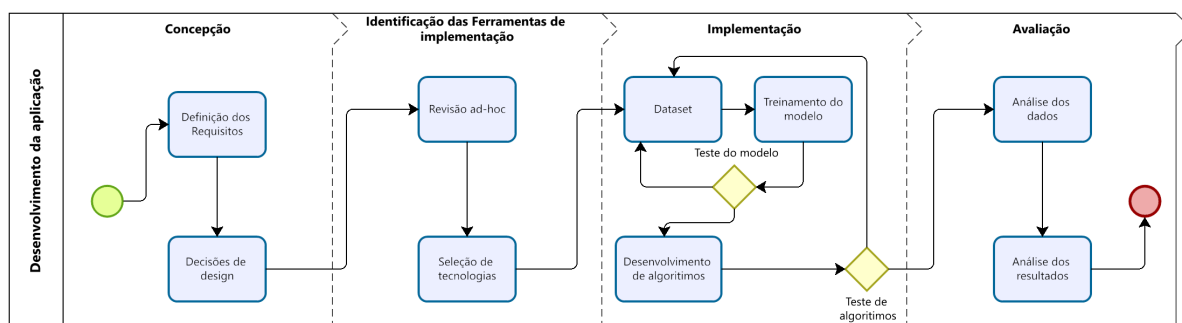 Desenvolvimento da aplicação
Concepção
Identificação das Ferramentas de
implementação
Implementação
Avaliação
Definição dos
Requisitos
Decisões de
design
Revisão ad-hoc
Seleção de
tecnologias
Dataset
Treinamento do
modelo
Teste do modelo
Desenvolvimento
de algoritimos
Teste de
algoritimos
Análise dos
dados
Análise dos
resultados